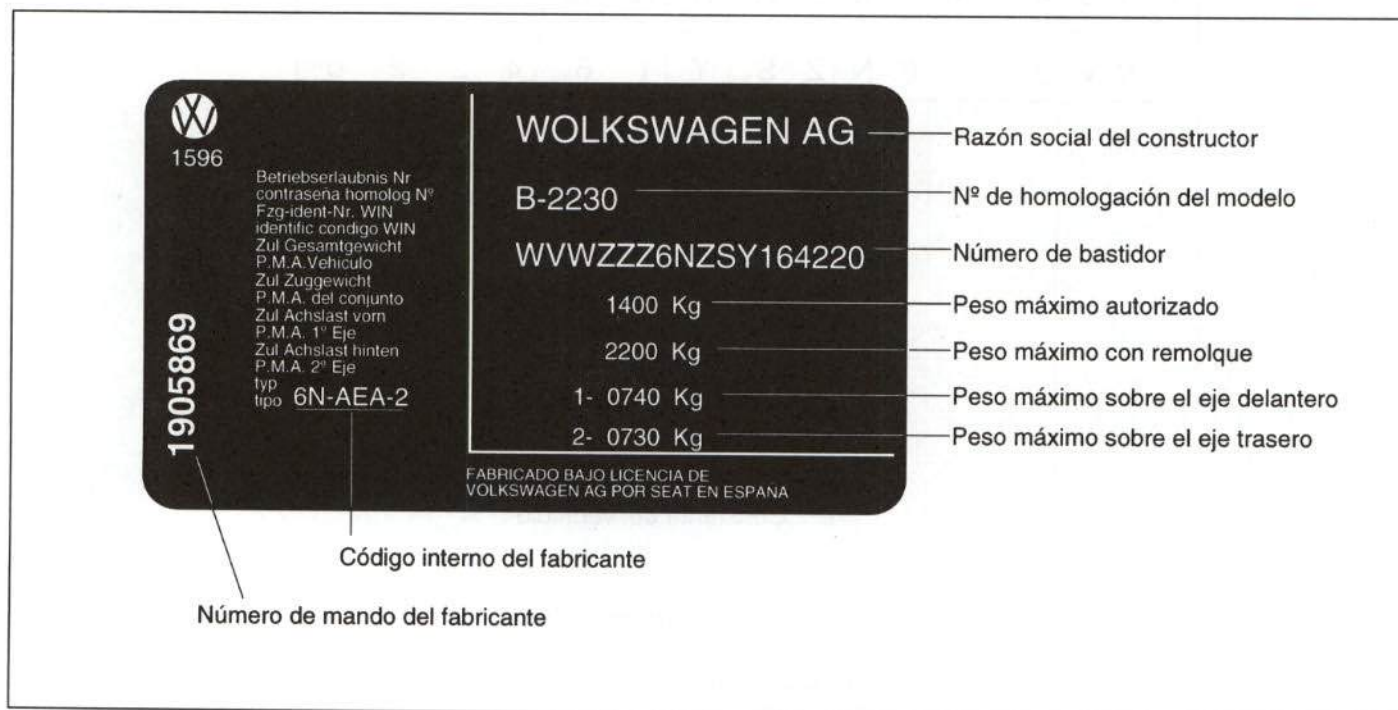 1596
Betriebserlaubnis Nr
contraseña homolog Nº
Fzg-ident-Nr. WIN
identific condigo WIN
Zul Gesamtgewicht
P.M.A.Vehiculo
Zul Zuggewicht
P.M.A. del conjunto
Zul Achslast vorn
P.M.A. 1º Eje
Zul Achslast hinten
P.M.A. 2º Eje
typ
tipo 6N-AEA-2
1905869
WOLKSWAGEN AG
Razón social del constructor
B-2230
Nº de homologación del modelo
WVWZZZ6NZSY164220
Número de bastidor
1400 Kg
Peso máximo autorizado
2200 Kg
Peso máximo con remolque
1- 0740 Kg
Peso máximo sobre el eje delantero
2- 0730 Kg
Peso máximo sobre el eje trasero
FABRICADO BAJO LICENCIA DE
VOLKSWAGEN AG POR SEAT EN ESPAÑA
Código interno del fabricante
Número de mando del fabricante